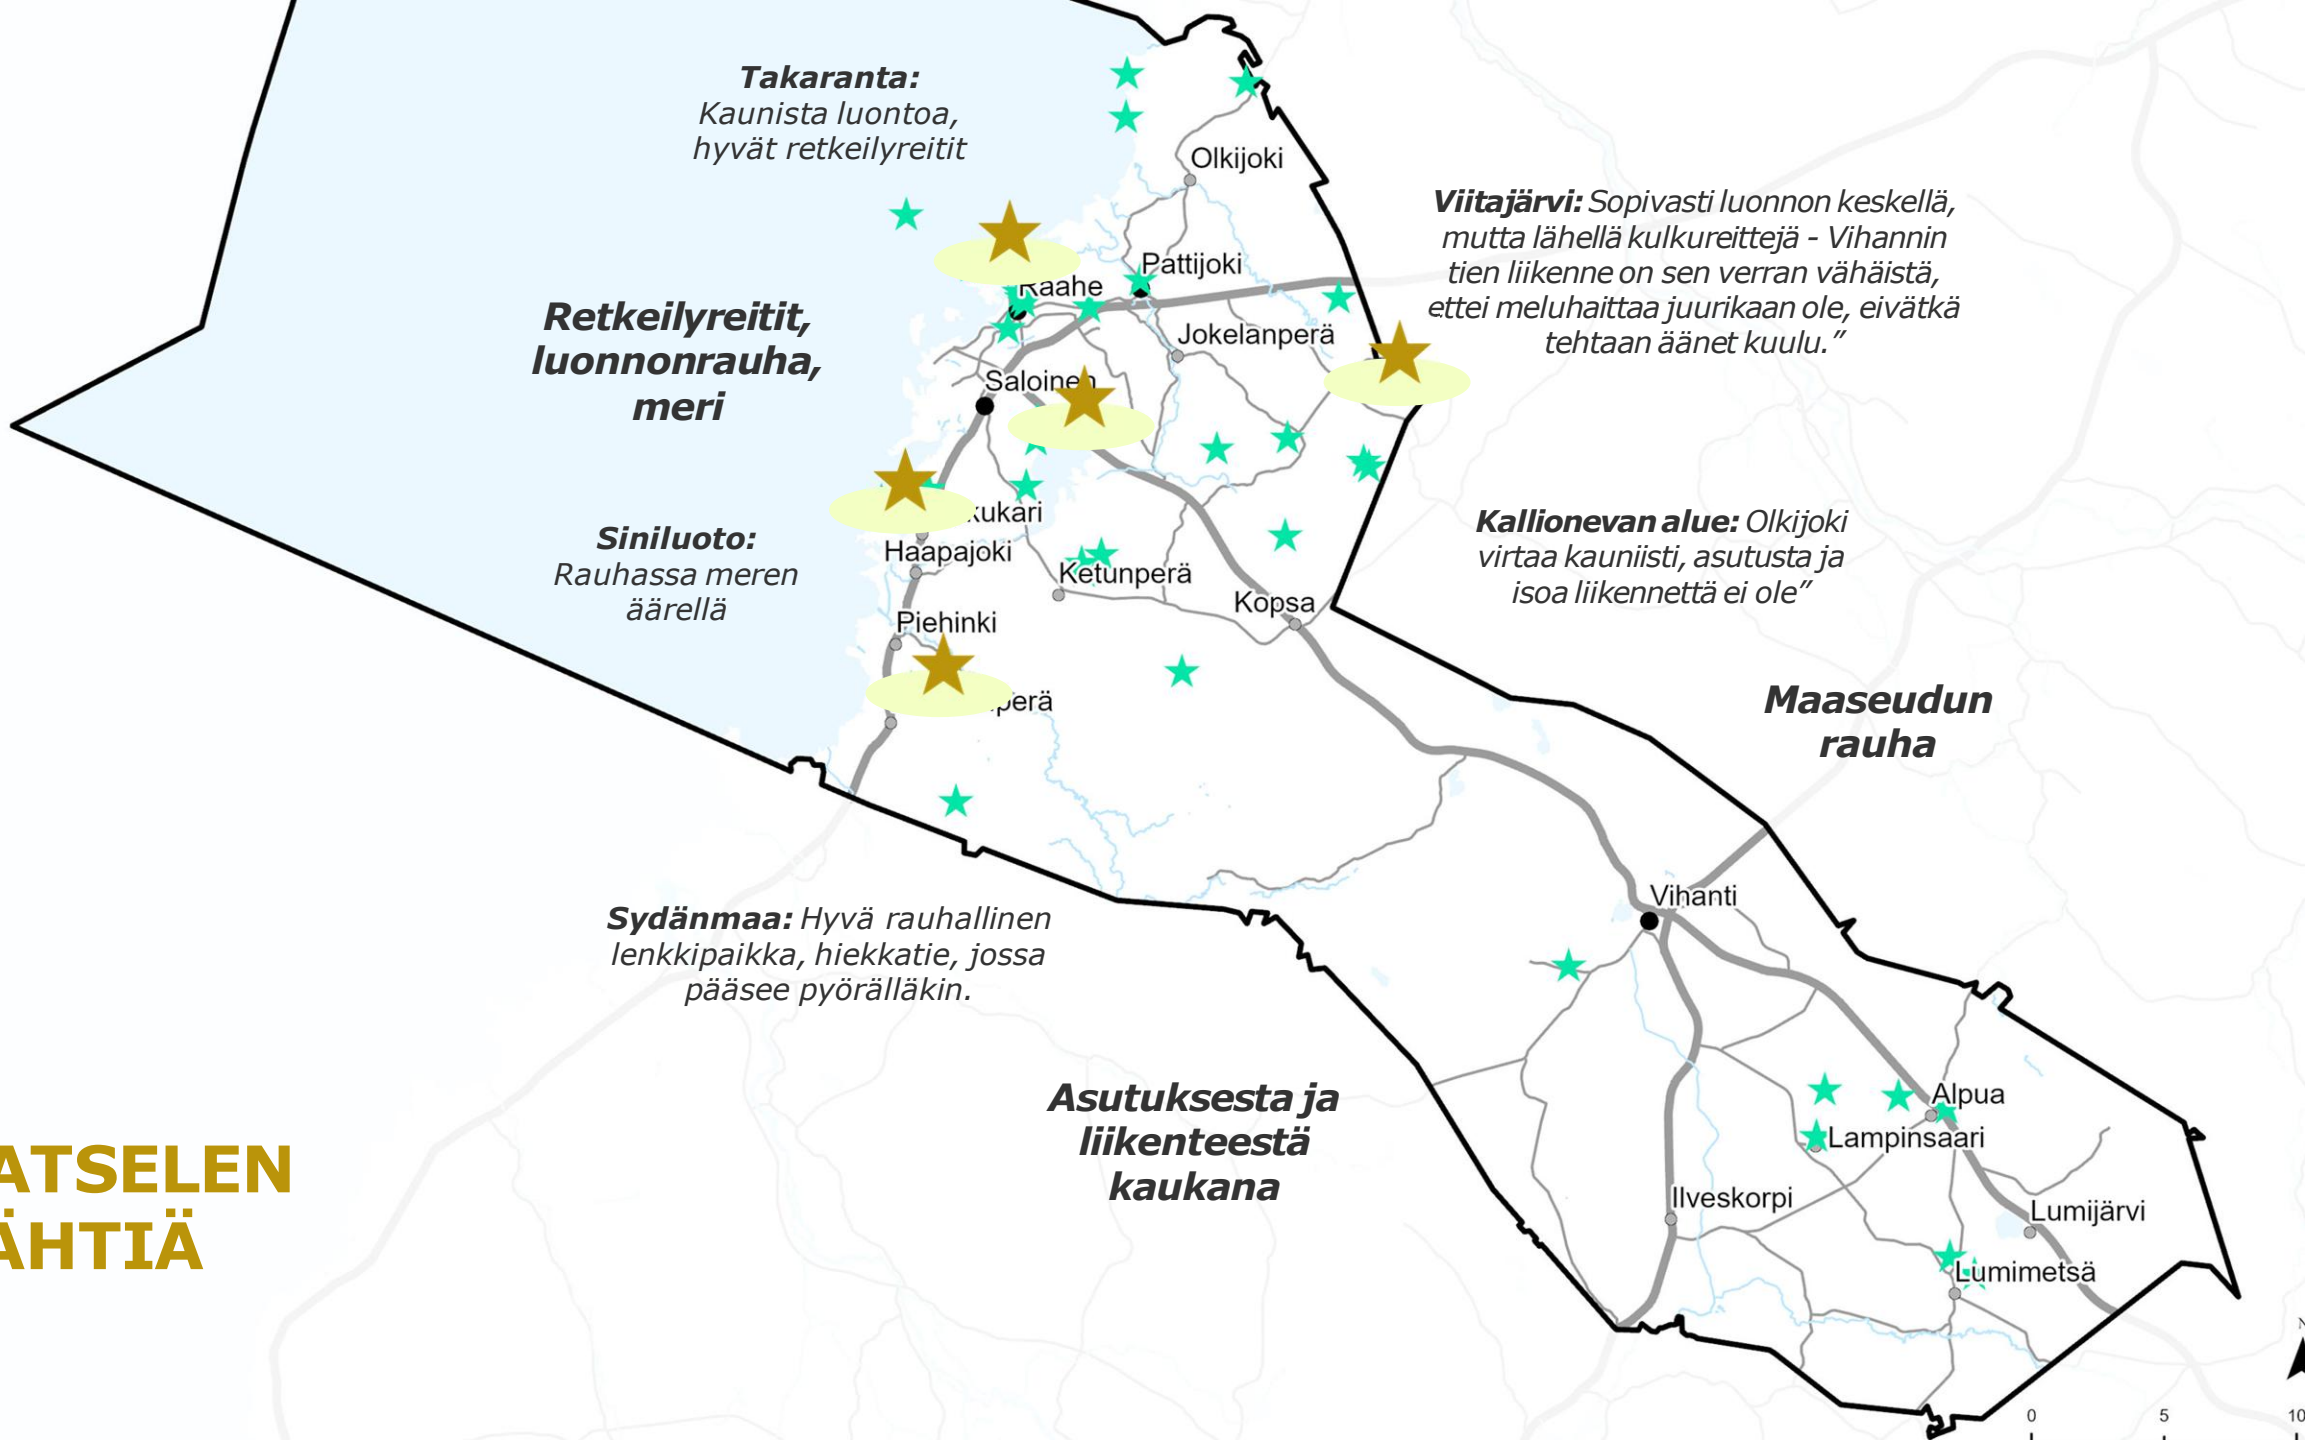 Takaranta:
Kaunista luontoa,
hyvät retkeilyreitit
Olkijoki
Viitajärvi: Sopivasti luonnon keskellä,
mutta lähellä kulkureittejä - Vihannin
tien liikenne on sen verran vähäistä,
ettei meluhaittaa juurikaan ole, eivätkä
tehtaan äänet kuulu.”
Pattijoki
Raahe
Retkeilyreitit,
luonnonrauha,
meri
Jokelanperä
Saloinen
kukari
Kallionevan alue: Olkijoki
virtaa kauniisti, asutusta ja
isoa liikennettä ei ole”
Siniluoto:
Rauhassa meren
äärellä
Haapajoki
Ketunperä
Kopsa
Piehinki
perä
Maaseudun
rauha
Vihanti
Sydänmaa: Hyvä rauhallinen
lenkkipaikka, hiekkatie, jossa
pääsee pyörälläkin.
Asutuksesta ja
liikenteestä
kaukana
Alpua
Lampinsaari
ATSELEN
ÄHTIÄ
Ilveskorpi
Lumijärvi
Lumimetsä
N
0 5 10